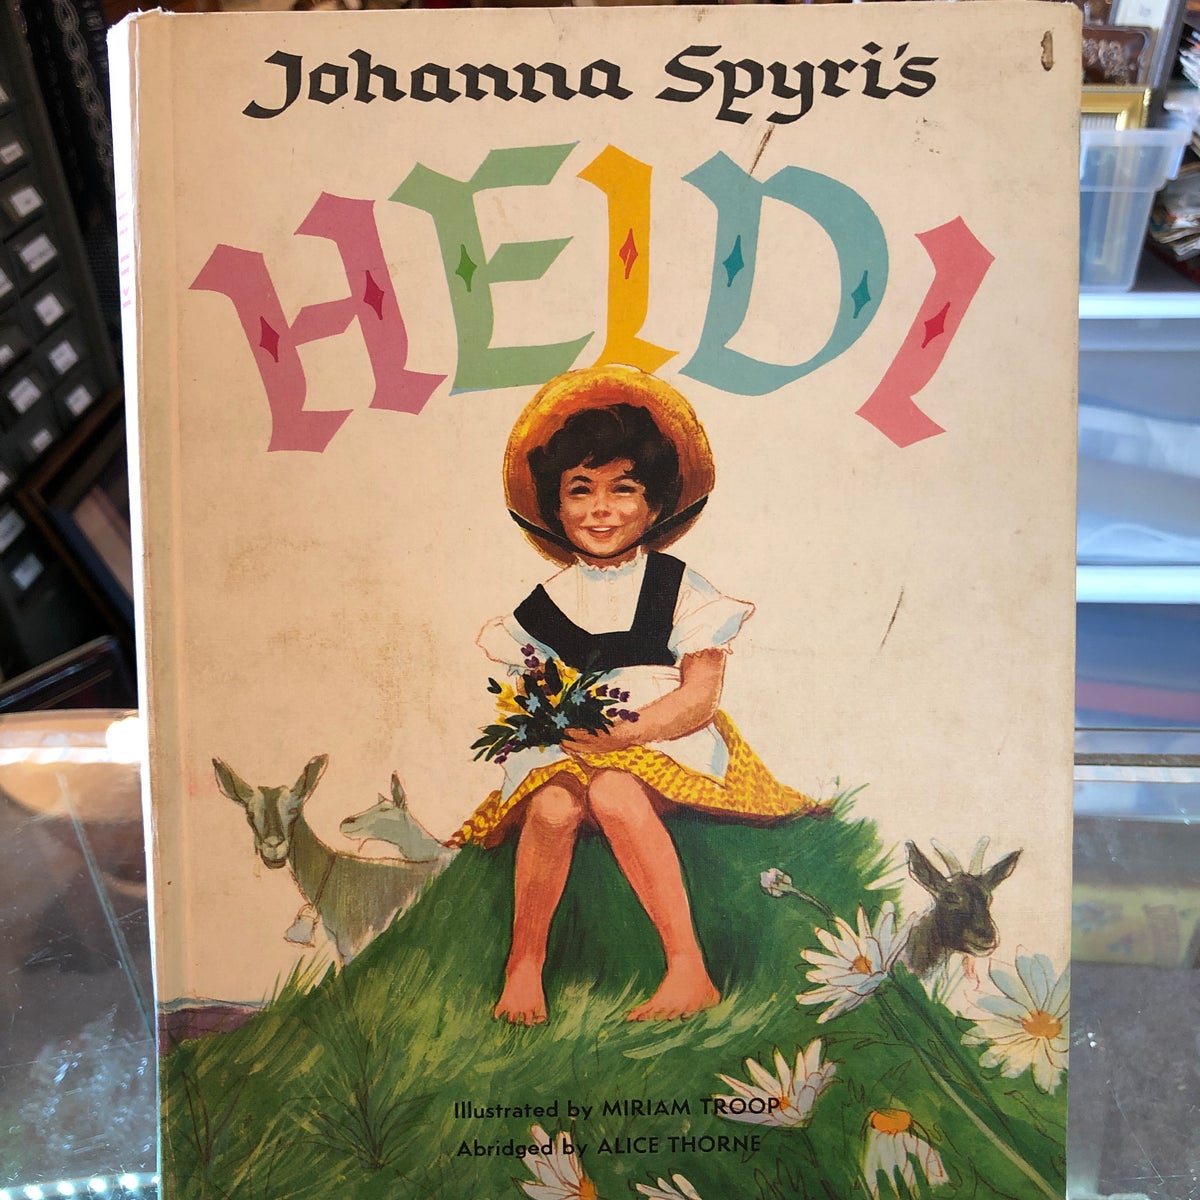 Johanna Spyri's
HEIDI
Illustrated by MIRIAM TROOP
Abridged by ALICE THORNE